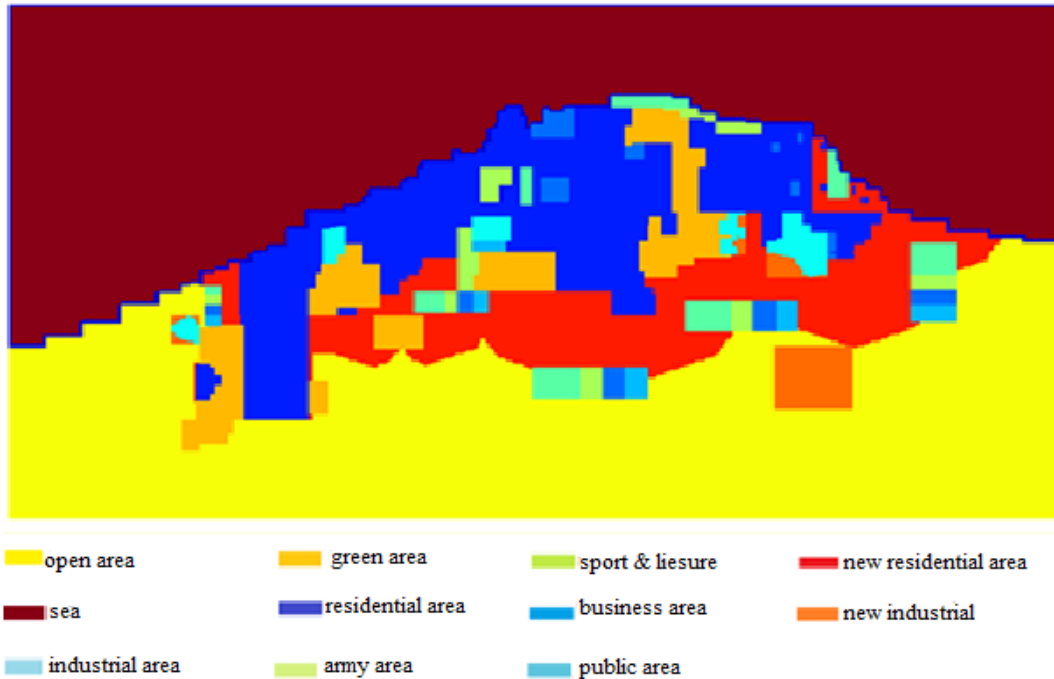 open area
green area
sport & liesure
new residential area
sea
residential area
business area
new industrial
industrial area
army area
public area